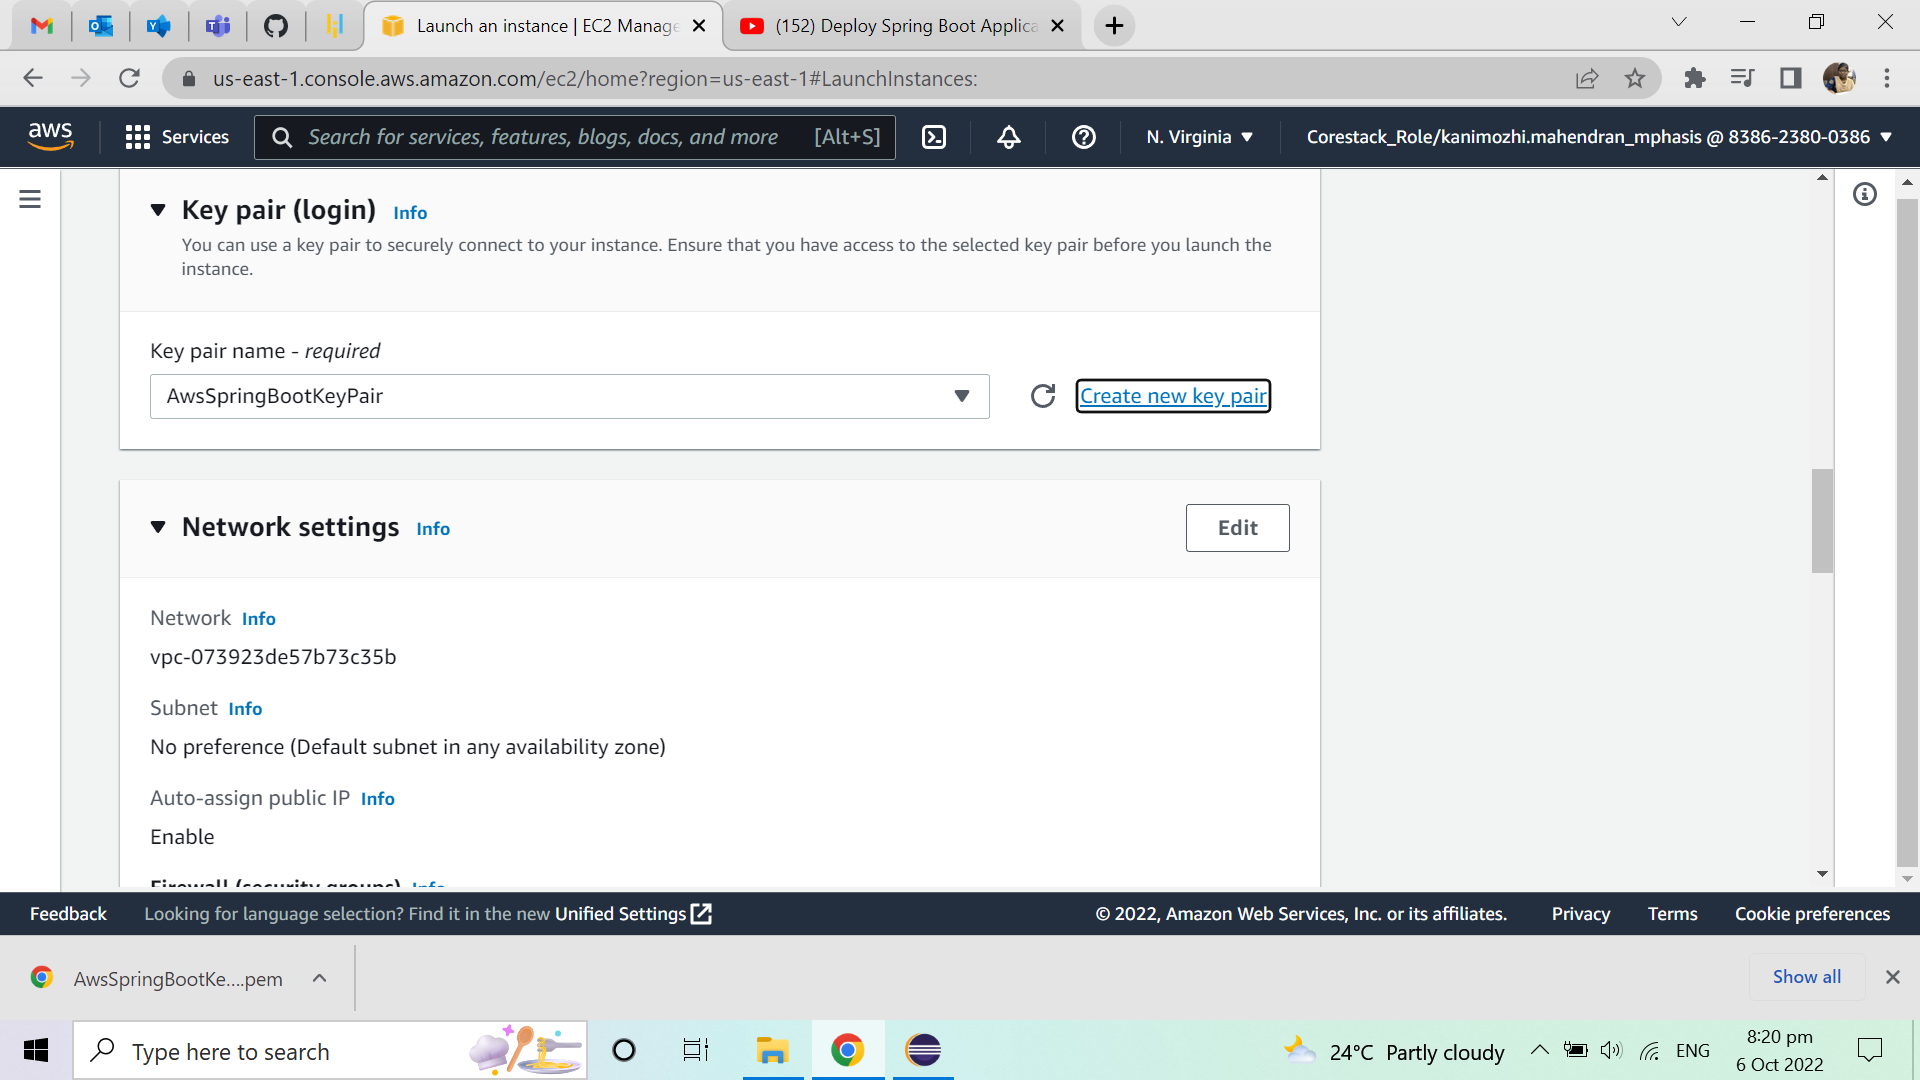 Launch an instance | EC2 Manage
(152) Deploy Spring Boot Applica
us-east-1.console.aws.amazon.com/ec2/home?region=us-east-1#LaunchInstances:
aws
Services
Search for services, features, blogs, docs, and more
[Alt+S]
N. Virginia
Corestack_Role/kanimozhi.mahendran_mphasis @ 8386-2380-0386
Key pair (login) Info
You can use a key pair to securely connect to your instance. Ensure that you have access to the selected key pair before you launch the
instance.
Key pair name - required
AwsSpringBootKeyPair
Create new key pair
Network settings Info
Edit
Network Info
vpc-073923de57b73c35b
Subnet Info
No preference (Default subnet in any availability zone)
Auto-assign public IP Info
Enable
Firewall (security groups) Info
Feedback
Looking for language selection? Find it in the new Unified Settings
© 2022, Amazon Web Services, Inc. or its affiliates.
Privacy
Terms
Cookie preferences
AwsSpringBootKe....pem
Show all
Type here to search
24°C Partly cloudy
ENG
8:20 pm
6 Oct 2022